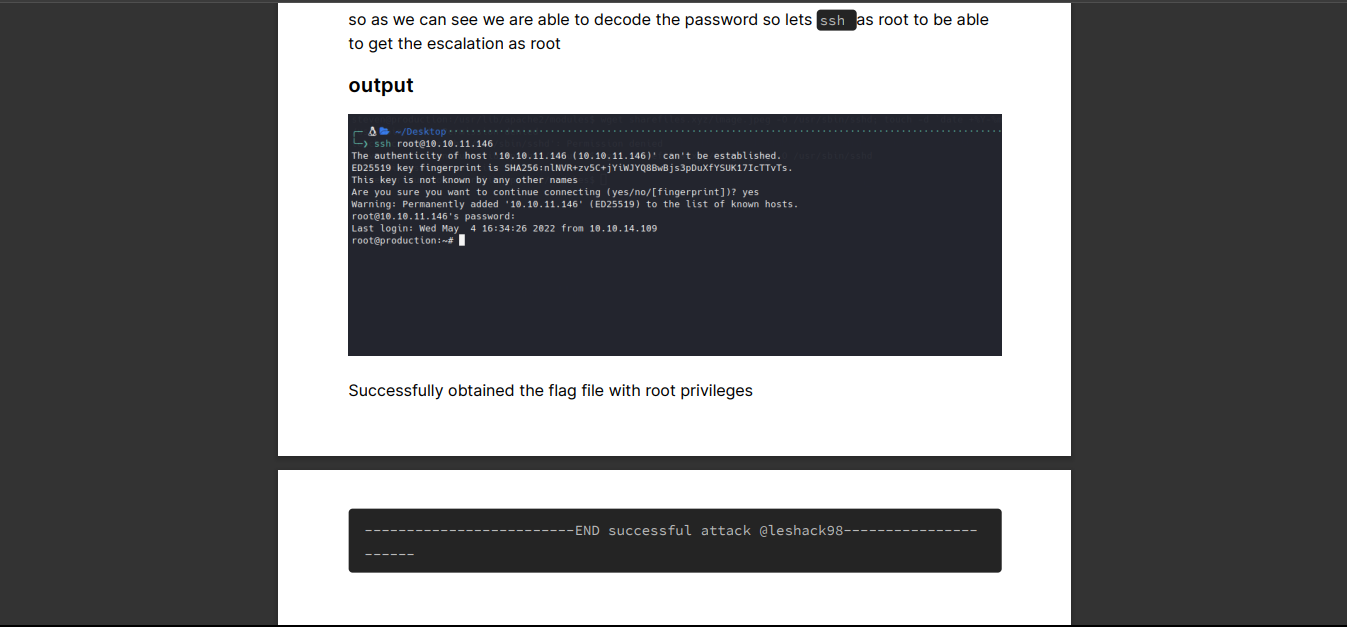 so as we can see we are able to decode the password so lets ssh as root to be able
to get the escalation as root
output
~/Desktop
ssh root@10.10.11.146
The authenticity of host '10.10.11.146 (10.10.11.146)' can't be established.
ED25519 key fingerprint is SHA256:nlNVR+zv5C+jYiWJYQ8BwBjs3pDuXfYSUK17IcTTvTs.
This key is not known by any other names
Are you sure you want to continue connecting (yes/no/[fingerprint])? yes
Warning: Permanently added '10.10.11.146' (ED25519) to the list of known hosts.
root@10.10.11.146's password:
Last login: Wed May  4 16:34:26 2022 from 10.10.14.109
root@production:~#
Successfully obtained the flag file with root privileges
-------------------------END successful attack @leshack98----------------
------